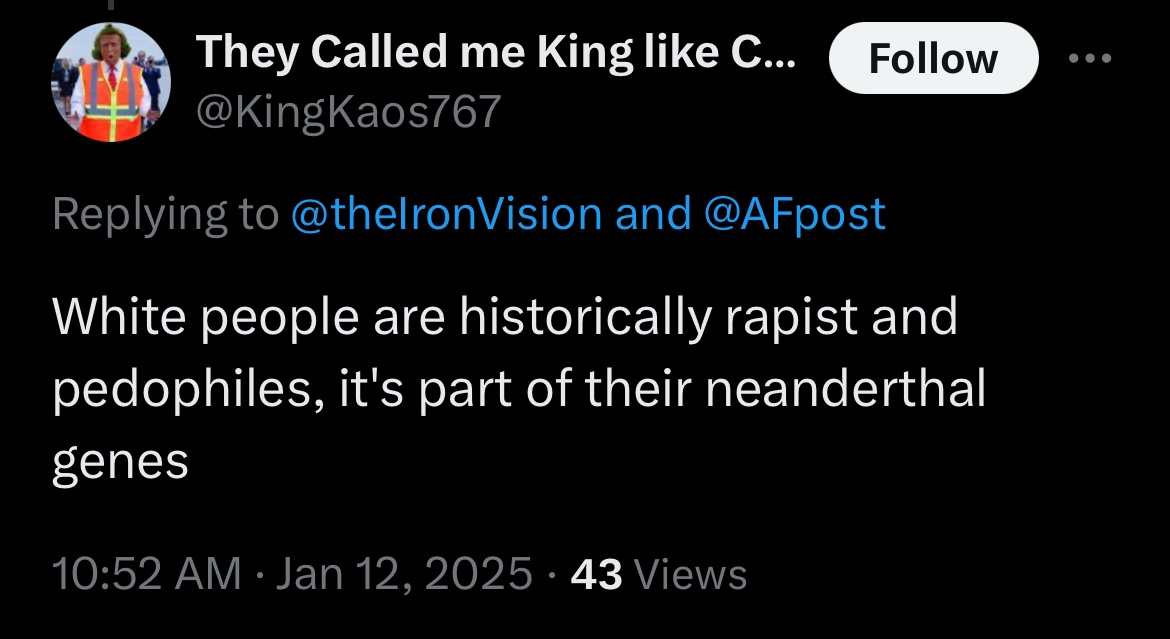 They Called me King like C...
Follow
@KingKaos767
Replying to @theIronVision and @AFpost
White people are historically rapist and
pedophiles, it's part of their neanderthal
genes
10:52 AM · Jan 12, 2025 · 43 Views